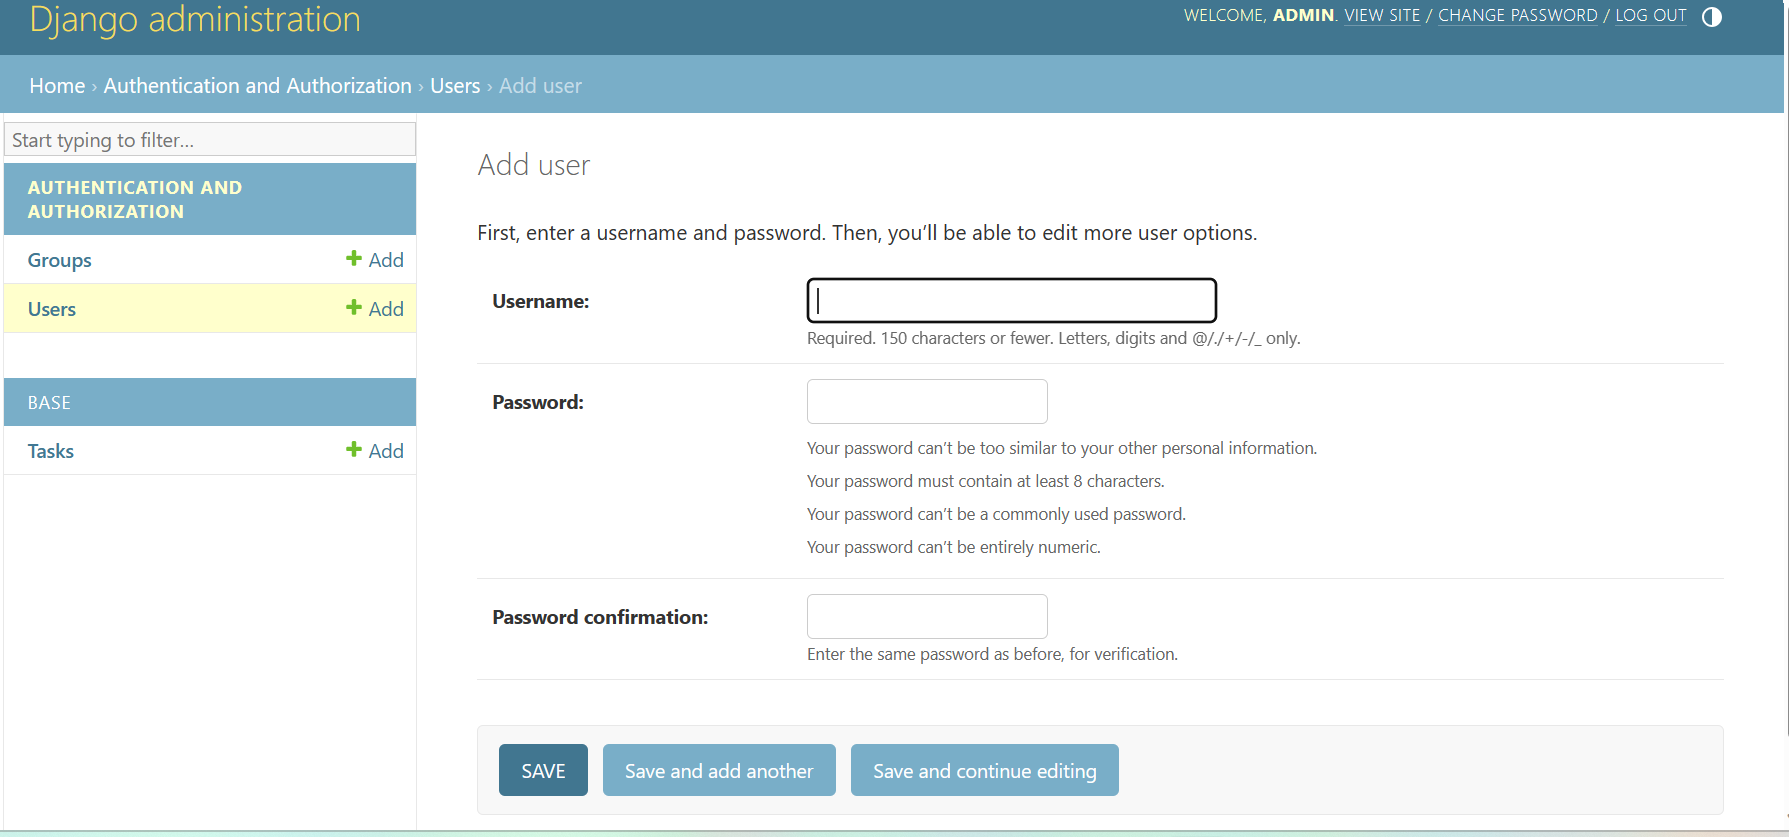 Django administration
WELCOME, ADMIN. VIEW SITE / CHANGE PASSWORD / LOG OUT
Home › Authentication and Authorization › Users › Add user
Start typing to filter...
AUTHENTICATION AND
AUTHORIZATION
Groups + Add
Users + Add
BASE
Tasks + Add
Add user
First, enter a username and password. Then, you’ll be able to edit more user options.
Username:
Required. 150 characters or fewer. Letters, digits and @/./+/-/_ only.
Password:
Your password can’t be too similar to your other personal information.
Your password must contain at least 8 characters.
Your password can’t be a commonly used password.
Your password can’t be entirely numeric.
Password confirmation:
Enter the same password as before, for verification.
SAVE Save and add another Save and continue editing